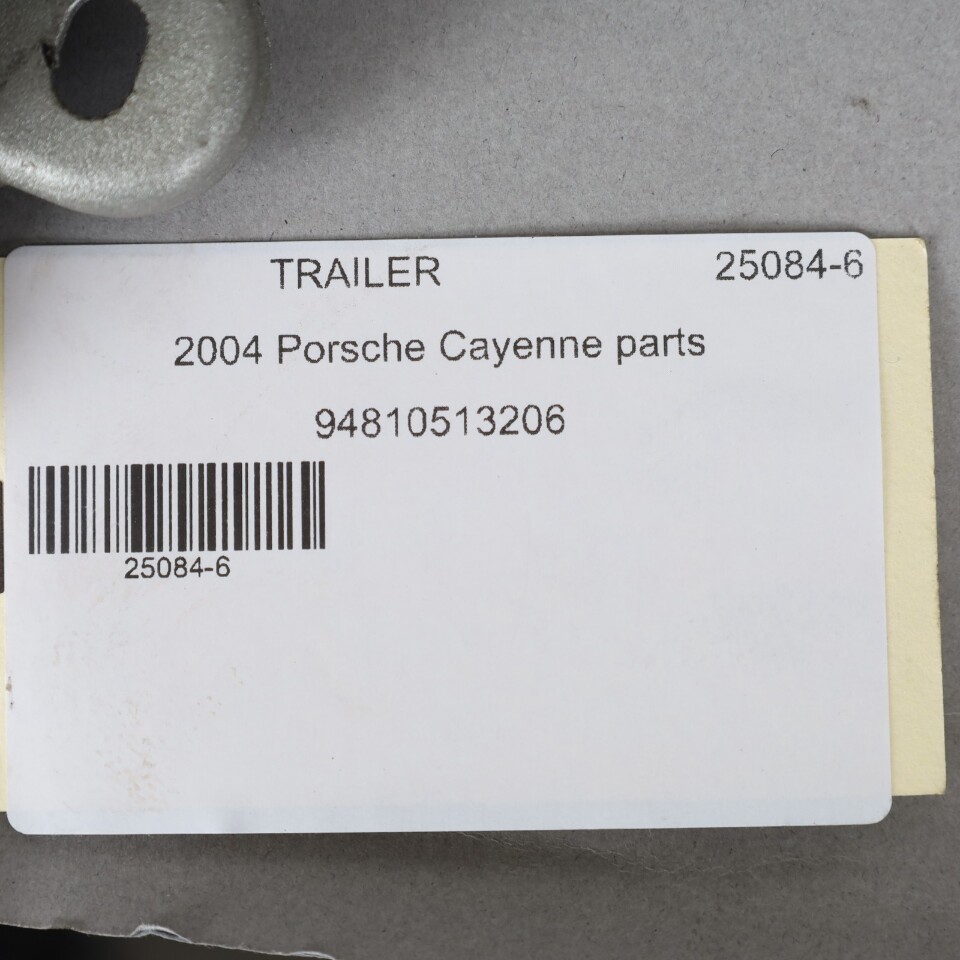 TRAILER 25084-6
2004 Porsche Cayenne parts
94810513206
25084-6